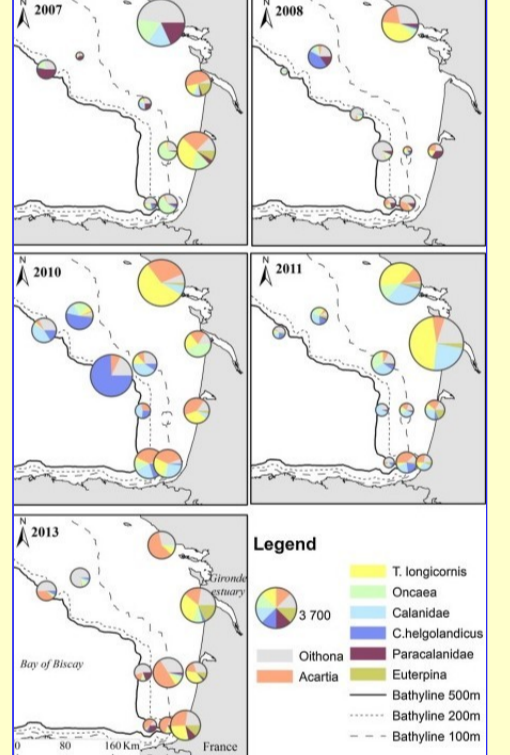 N
2007
N
2008
N
2010
N
2011
N
2013
Gironde
estuary
Bay of Biscay
0 80 160 Km
France
Legend
3 700
Oithona
Acartia
T. longicornis
Oncaea
Calanidae
C.helgolandicus
Paracalanidae
Euterpina
Bathyline 500m
Bathyline 200m
Bathyline 100m